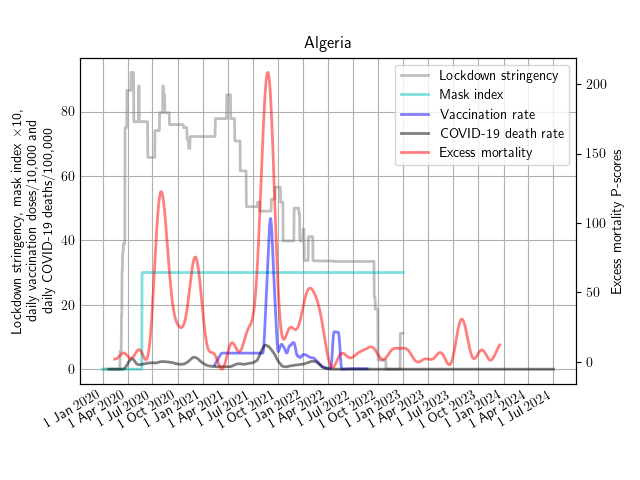 Algeria
Lockdown stringency
Mask index
Vaccination rate
COVID-19 death rate
Excess mortality
Lockdown stringency, mask index ×10,
daily vaccination doses/10,000 and
daily COVID-19 deaths/100,000
80
60
40
20
0
200
150
100
50
0
Excess mortality P-scores
1 Jan 2020
1 Apr 2020
1 Jul 2020
1 Oct 2020
1 Jan 2021
1 Apr 2021
1 Jul 2021
1 Oct 2021
1 Jan 2022
1 Apr 2022
1 Jul 2022
1 Oct 2022
1 Jan 2023
1 Apr 2023
1 Jul 2023
1 Oct 2023
1 Jan 2024
1 Apr 2024
1 Jul 2024